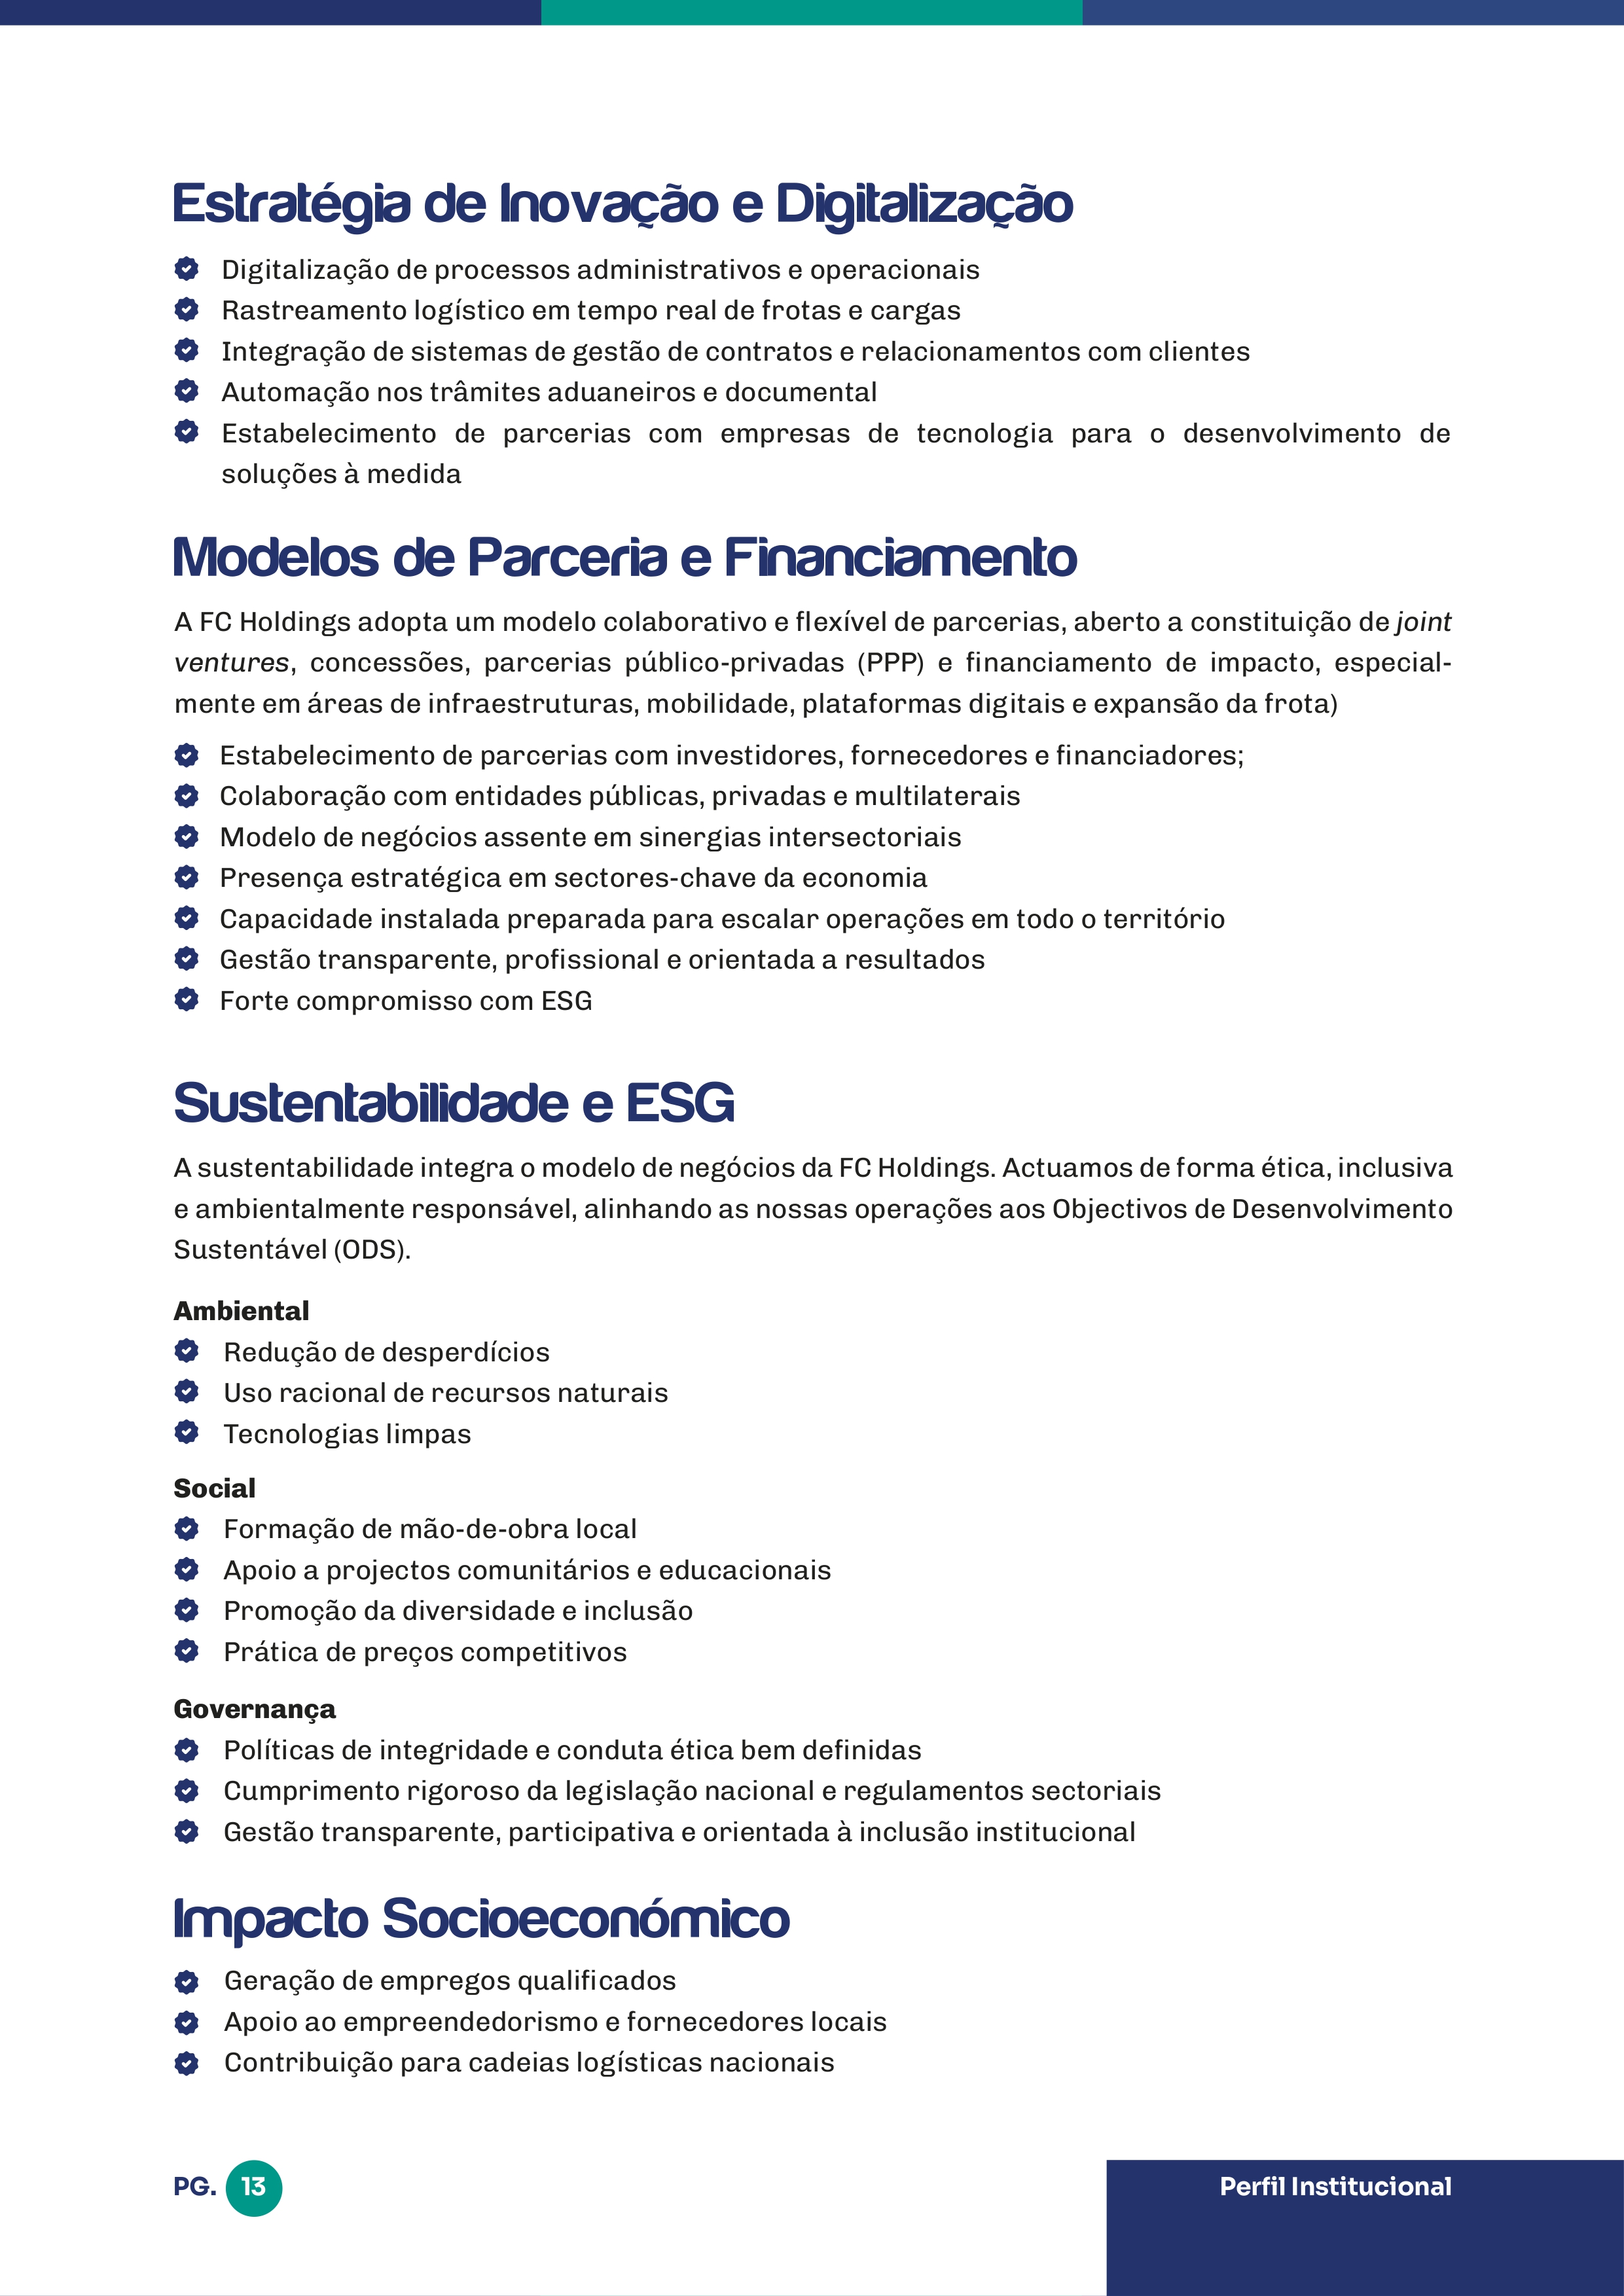 Estratégia de Inovação e Digitalização
Digitalização de processos administrativos e operacionais
Rastreamento logístico em tempo real de frotas e cargas
Integração de sistemas de gestão de contratos e relacionamentos com clientes
Automação nos trâmites aduaneiros e documental
Estabelecimento de parcerias com empresas de tecnologia para o desenvolvimento de
soluções à medida
Modelos de Parceria e Financiamento
A FC Holdings adopta um modelo colaborativo e flexível de parcerias, aberto a constituição de joint
ventures, concessões, parcerias público-privadas (PPP) e financiamento de impacto, especial-
mente em áreas de infraestruturas, mobilidade, plataformas digitais e expansão da frota)
Estabelecimento de parcerias com investidores, fornecedores e financiadores;
Colaboração com entidades públicas, privadas e multilaterais
Modelo de negócios assente em sinergias intersectoriais
Presença estratégica em sectores-chave da economia
Capacidade instalada preparada para escalar operações em todo o território
Gestão transparente, profissional e orientada a resultados
Forte compromisso com ESG
Sustentabilidade e ESG
A sustentabilidade integra o modelo de negócios da FC Holdings. Actuamos de forma ética, inclusiva
e ambientalmente responsável, alinhando as nossas operações aos Objectivos de Desenvolvimento
Sustentável (ODS).
Ambiental
Redução de desperdícios
Uso racional de recursos naturais
Tecnologias limpas
Social
Formação de mão-de-obra local
Apoio a projectos comunitários e educacionais
Promoção da diversidade e inclusão
Prática de preços competitivos
Governança
Políticas de integridade e conduta ética bem definidas
Cumprimento rigoroso da legislação nacional e regulamentos sectoriais
Gestão transparente, participativa e orientada à inclusão institucional
Impacto Socioeconómico
Geração de empregos qualificados
Apoio ao empreendedorismo e fornecedores locais
Contribuição para cadeias logísticas nacionais
PG. 13
Perfil Institucional